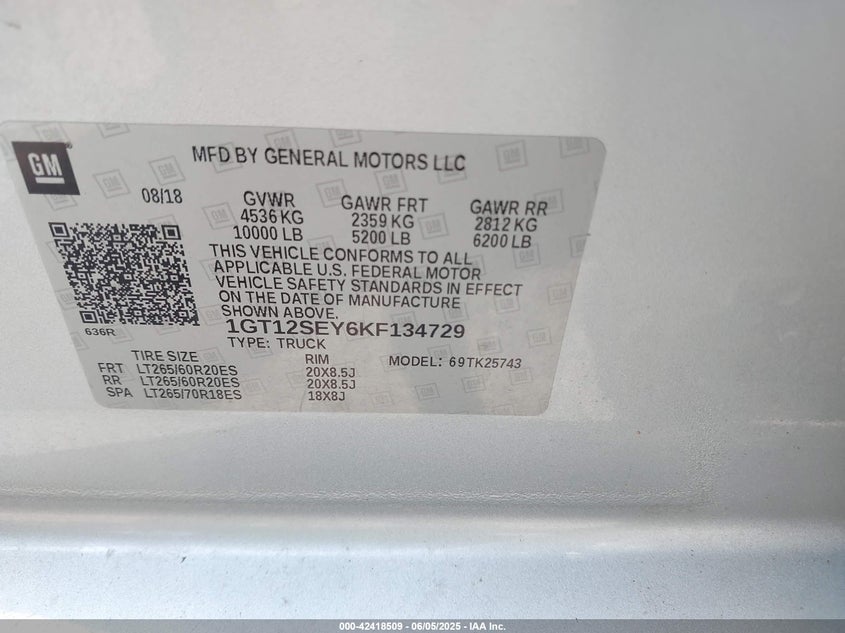 GM
MFD BY GENERAL MOTORS LLC
08/18
GVWR
4536 KG
10000 LB
GAWR FRT
2359 KG
5200 LB
GAWR RR
2812 KG
6200 LB
THIS VEHICLE CONFORMS TO ALL
APPLICABLE U.S. FEDERAL MOTOR
VEHICLE SAFETY STANDARDS IN EFFECT
ON THE DATE OF MANUFACTURE
SHOWN ABOVE.
636R
1GT12SEY6KF134729
TYPE: TRUCK
MODEL: 69TK25743
TIRE SIZE RIM
FRT LT265/60R20ES 20X8.5J
RR LT265/60R20ES 20X8.5J
SPA LT265/70R18ES 18X8J
000-42418509 - 06/05/2025 - IAA Inc.